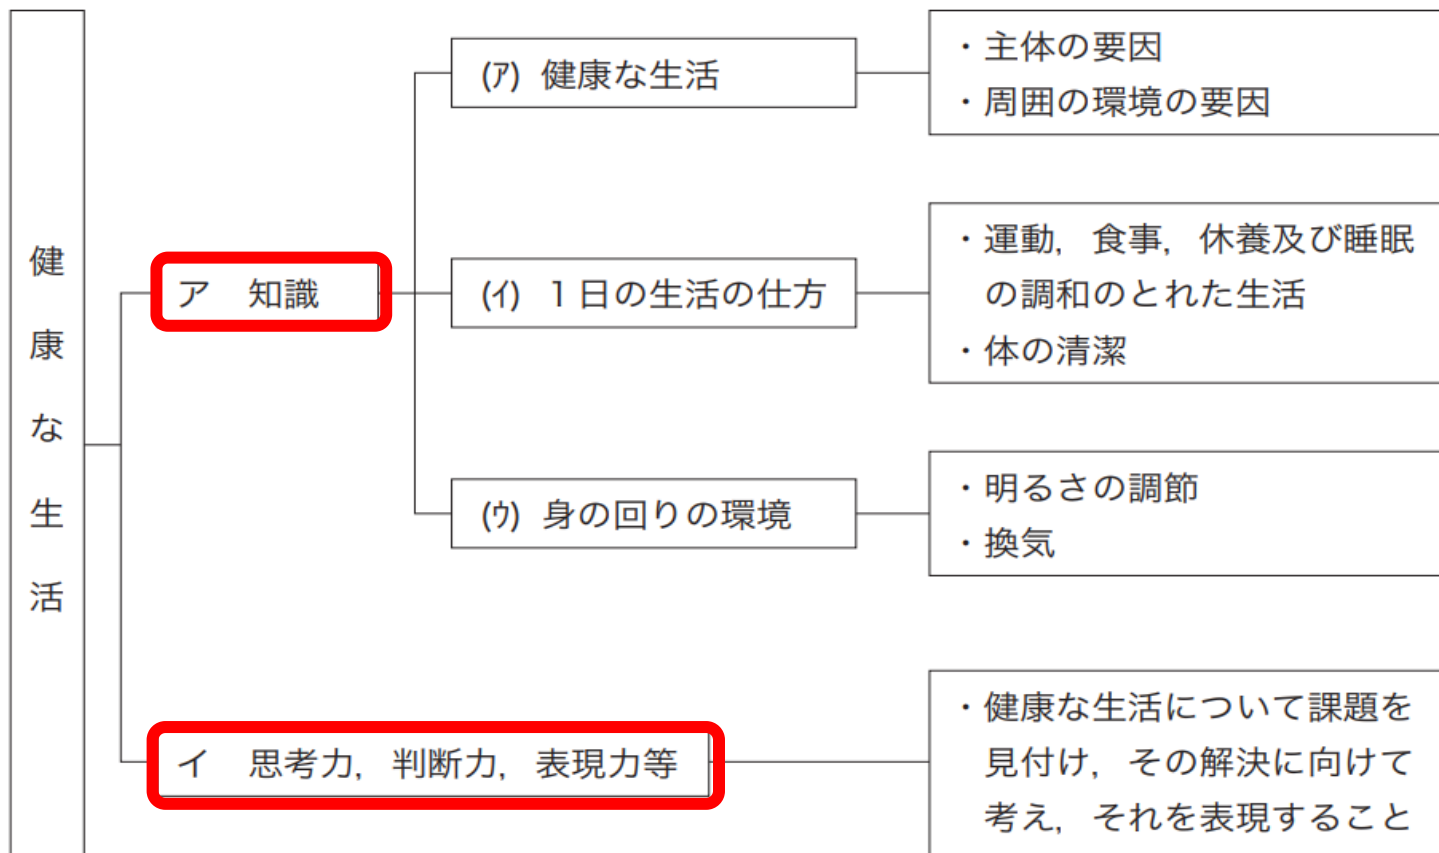 健康な生活
ア　知識
(ア) 健康な生活
・主体の要因
・周囲の環境の要因
(イ) １日の生活の仕方
・運動，食事，休養及び睡眠
の調和のとれた生活
・体の清潔
(ウ) 身の回りの環境
・明るさの調節
・換気
イ　思考力，判断力，表現力等
・健康な生活について課題を
見付け，その解決に向けて
考え，それを表現すること